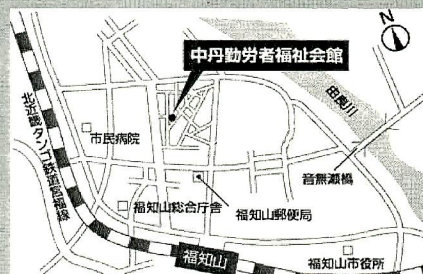 N
中丹勤労者福祉会館
由良川
北近畿タンゴ鉄道宮福線
市民病院
音無瀬橋
福知山総合庁舎
福知山郵便局
福知山
福知山市役所